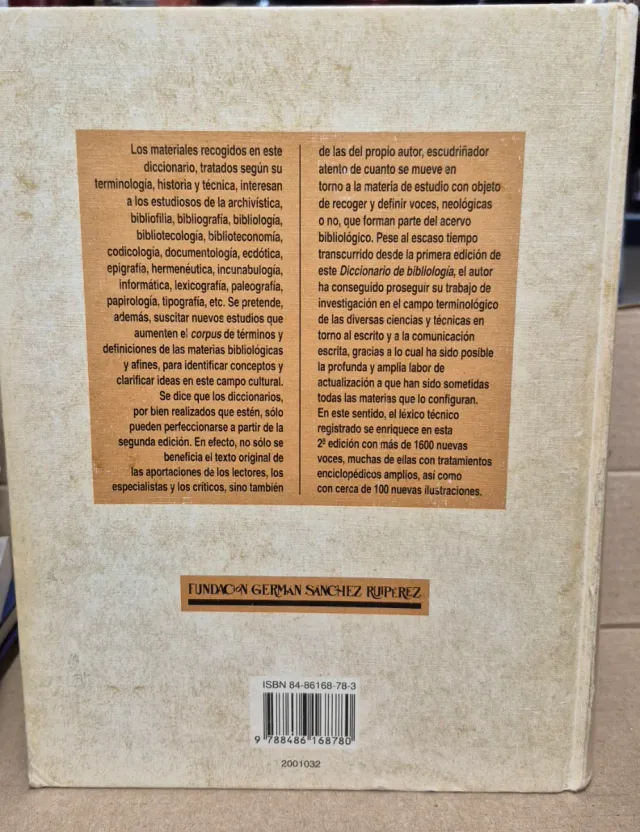 Los materiales recogidos en este
diccionario, tratados según su
terminología, historia y técnica, interesan
a los estudiosos de la archivística,
bibliofilia, bibliografía, bibliología,
bibliotecología, biblioteconomía,
codicología, documentología, ecdótica,
epigrafía, hermenéutica, incunabulogía,
informática, lexicografía, paleografía,
papirología, tipografía, etc. Se pretende,
además, suscitar nuevos estudios que
aumenten el corpus de términos y
definiciones de las materias bibliológicas
y afines, para identificar conceptos y
clarificar ideas en este campo cultural.
Se dice que los diccionarios,
por bien realizados que estén, sólo
pueden perfeccionarse a partir de la
segunda edición. En efecto, no sólo se
beneficia el texto original de
las aportaciones de los lectores, los
especialistas y los críticos, sino también
de las del propio autor, escudriñador
atento de cuanto se mueve en
torno a la materia de estudio con objeto
de recoger y definir voces, neológicas
o no, que forman parte del acervo
bibliológico. Pese al escaso tiempo
transcurrido desde la primera edición de
este Diccionario de bibliología, el autor
ha conseguido proseguir su trabajo de
investigación en el campo terminológico
de las diversas ciencias y técnicas en
torno al escrito y a la comunicación
escrita, gracias a lo cual ha sido posible
la profunda y amplia labor de
actualización a que han sido sometidas
todas las materias que lo configuran.
En este sentido, el léxico técnico
registrado se enriquece en esta
2ª edición con más de 1600 nuevas
voces, muchas de ellas con tratamientos
enciclopédicos amplios, así como
con cerca de 100 nuevas ilustraciones.
FUNDACION GERMAN SANCHEZ RUIPEREZ
ISBN 84-86168-78-3
9 788486 168780
2001032